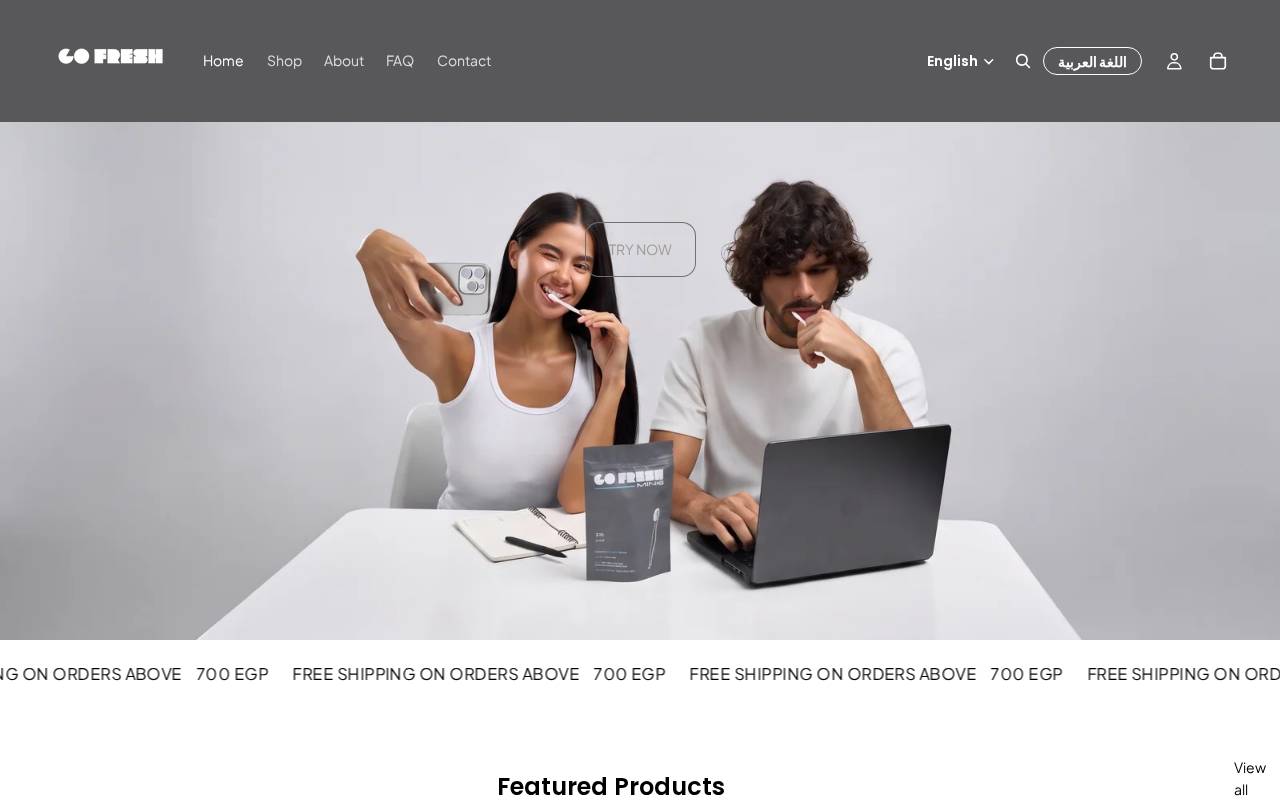 GO FRESH
Home
Shop
About
FAQ
Contact
English
اللغة العربية
TRY NOW
GO FRESH
MINIS
NG ON ORDERS ABOVE 700 EGP FREE SHIPPING ON ORDERS ABOVE 700 EGP FREE SHIPPING ON ORDERS ABOVE 700 EGP FREE SHIPPING ON ORD
Featured Products
View
all